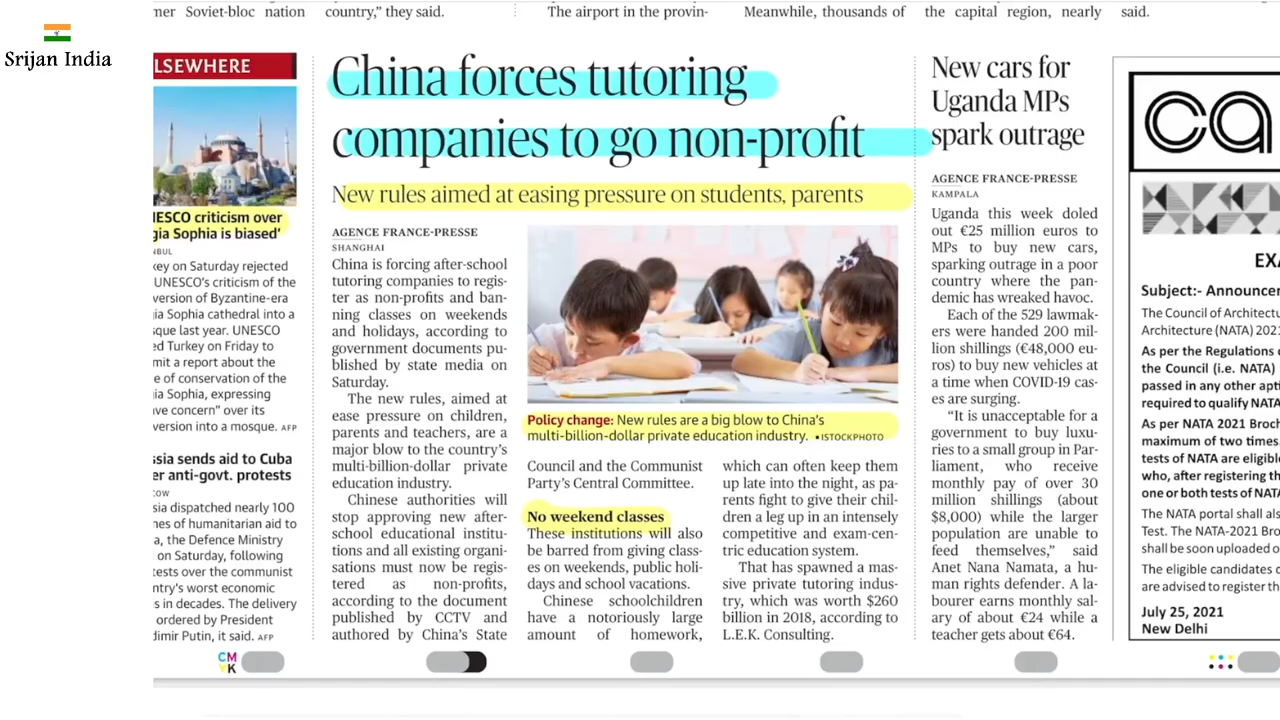 mer Soviet-bloc nation
country,” they said.
The airport in the provin-
Meanwhile, thousands of
the capital region, nearly
said.
Srijan India
LSEWHERE
IESCO criticism over
gia Sophia is biased’
NBUL
key on Saturday rejected
UNESCO’s criticism of the
version of Byzantine-era
gia Sophia cathedral into a
sque last year. UNESCO
ed Turkey on Friday to
mit a report about the
e of conservation of the
gia Sophia, expressing
ve concern” over its
version into a mosque. AFP
ssia sends aid to Cuba
er anti-govt. protests
COW
sia dispatched nearly 100
nes of humanitarian aid to
a, the Defence Ministry
on Saturday, following
tests over the communist
ntry’s worst economic
s in decades. The delivery
ordered by President
dimir Putin, it said. AFP
China forces tutoring
companies to go non-profit
New rules aimed at easing pressure on students, parents
AGENCE FRANCE-PRESSE
SHANGHAI
China is forcing after-school
tutoring companies to regis-
ter as non-profits and ban-
ning classes on weekends
and holidays, according to
government documents pu-
blished by state media on
Saturday.
The new rules, aimed at
ease pressure on children,
parents and teachers, are a
major blow to the country’s
multi-billion-dollar private
education industry.
Chinese authorities will
stop approving new after-
school educational institu-
tions and all existing organi-
sations must now be regis-
tered as non-profits,
according to the document
published by CCTV and
authored by China’s State
Policy change: New rules are a big blow to China’s
multi-billion-dollar private education industry. ▪ISTOCKPHOTO
Council and the Communist
Party’s Central Committee.
No weekend classes
These institutions will also
be barred from giving class-
es on weekends, public holi-
days and school vacations.
Chinese schoolchildren
have a notoriously large
amount of homework,
which can often keep them
up late into the night, as pa-
rents fight to give their chil-
dren a leg up in an intensely
competitive and exam-cen-
tric education system.
That has spawned a mas-
sive private tutoring indus-
try, which was worth $260
billion in 2018, according to
L.E.K. Consulting.
New cars for
Uganda MPs
spark outrage
AGENCE FRANCE-PRESSE
KAMPALA
Uganda this week doled
out €25 million euros to
MPs to buy new cars,
sparking outrage in a poor
country where the pan-
demic has wreaked havoc.
Each of the 529 lawmak-
ers were handed 200 mil-
lion shillings (€48,000 eu-
ros) to buy new vehicles at
a time when COVID-19 cas-
es are surging.
“It is unacceptable for a
government to buy luxu-
ries to a small group in Par-
liament, who receive
monthly pay of over 30
million shillings (about
$8,000) while the larger
population are unable to
feed themselves,” said
Anet Nana Namata, a hu-
man rights defender. A la-
bourer earns monthly sal-
ary of about €24 while a
teacher gets about €64.
ca
EXA
Subject:- Announcer
The Council of Architectu
Architecture (NATA) 2021
As per the Regulations o
the Council (i.e. NATA)
passed in any other apti
required to qualify NATA
As per NATA 2021 Broch
maximum of two times.
tests of NATA are eligible
who, after registering th
one or both tests of NATA
The NATA portal shall als
Test. The NATA-2021 Bro
shall be soon uploaded o
The eligible candidates c
are advised to register th
July 25, 2021
New Delhi
CM
YK